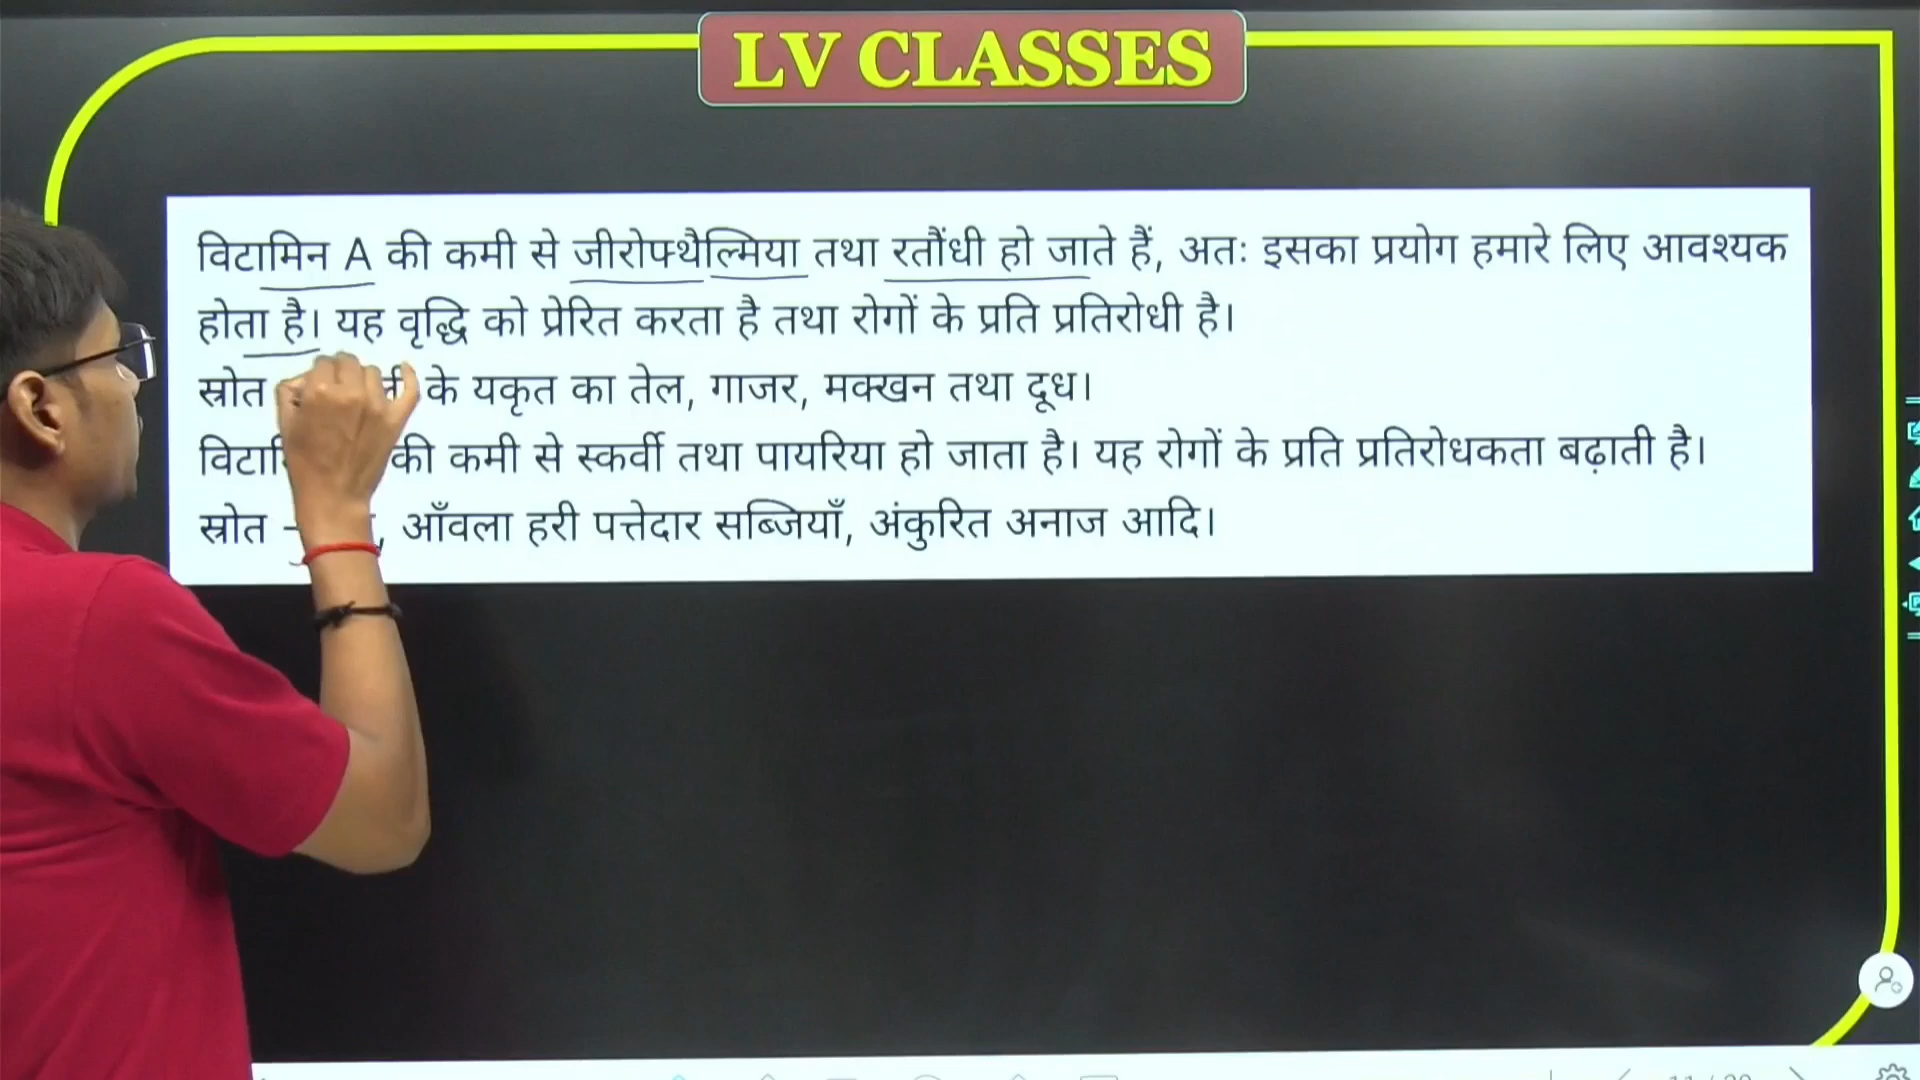 LV CLASSES
विटामिन A की कमी से जीरोफ्थैल्मिया तथा रतौंधी हो जाते हैं, अतः इसका प्रयोग हमारे लिए आवश्यक
होता है। यह वृद्धि को प्रेरित करता है तथा रोगों के प्रति प्रतिरोधी है।
स्रोत के यकृत का तेल, गाजर, मक्खन तथा दूध।
की कमी से स्कर्वी तथा पायरिया हो जाता है। यह रोगों के प्रति प्रतिरोधकता बढ़ाती है।
स्रोत – , आँवला हरी पत्तेदार सब्जियाँ, अंकुरित अनाज आदि।